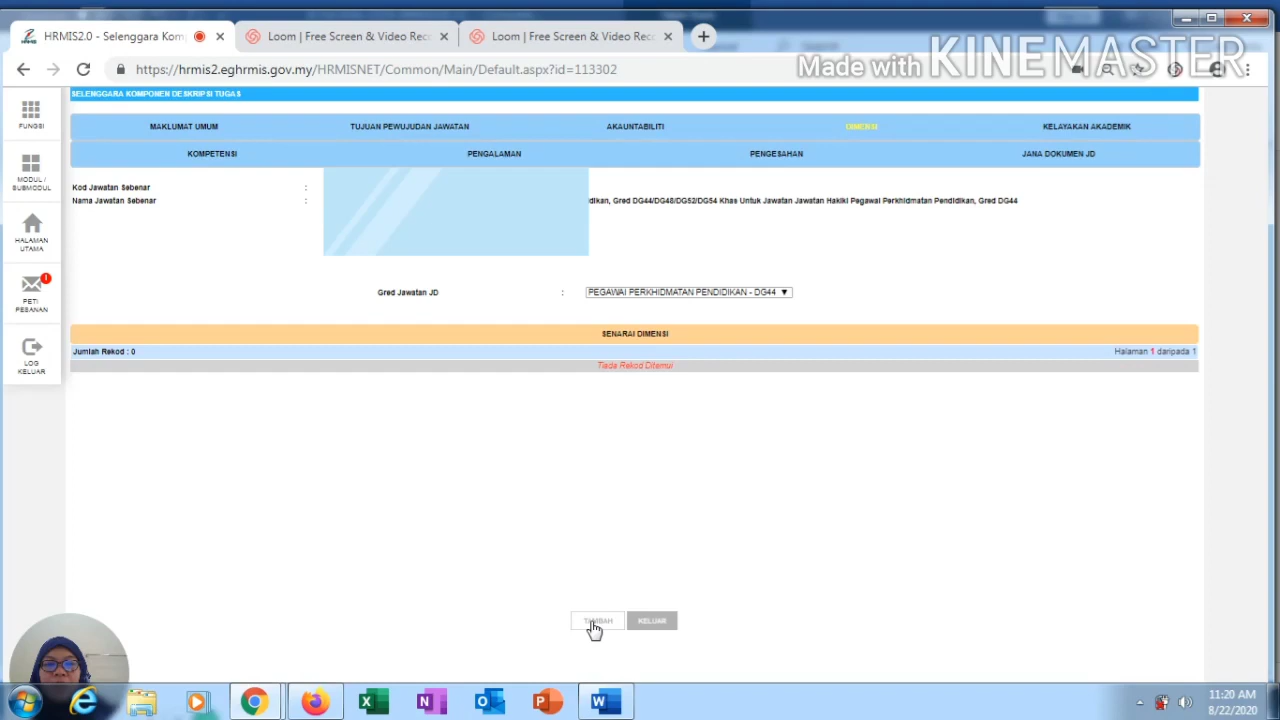 HRMIS2.0 - Selenggara Kom
Loom | Free Screen & Video Rec
Loom | Free Screen & Video Rec
https://hrmis2.eghrmis.gov.my/HRMISNET/Common/Main/Default.aspx?id=113302
Made with KINEMASTER
SELENGGARA KOMPONEN DESKRIPSI TUGAS
FUNGSI
MODUL /
SUBMODUL
HALAMAN
UTAMA
PETI
PESANAN
LOG
KELUAR
MAKLUMAT UMUM
TUJUAN PEWUJUDAN JAWATAN
AKAUNTABILITI
DIMENSI
KELAYAKAN AKADEMIK
KOMPETENSI
PENGALAMAN
PENGESAHAN
JANA DOKUMEN JD
Kod Jawatan Sebenar :
Nama Jawatan Sebenar : dikan, Gred DG44/DG48/DG52/DG54 Khas Untuk Jawatan Jawatan Hakiki Pegawai Perkhidmatan Pendidikan, Gred DG44
Gred Jawatan JD : PEGAWAI PERKHIDMATAN PENDIDIKAN - DG44
SENARAI DIMENSI
Jumlah Rekod : 0
Halaman 1 daripada 1
Tiada Rekod Ditemui
TAMBAH
KELUAR
11:20 AM
8/22/2020